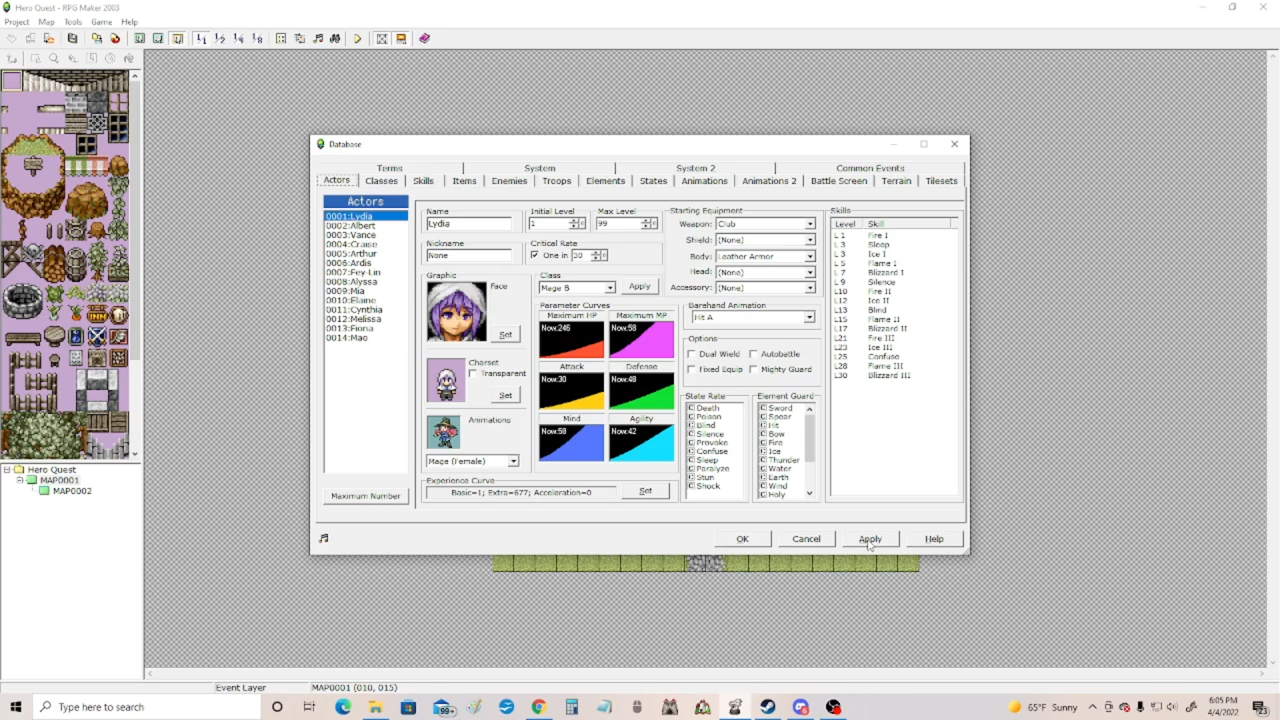 Hero Quest - RPG Maker 2003
Project Map Tools Game Help
Database
Terms System System 2 Common Events
Actors Classes Skills Items Enemies Troops Elements States Animations Animations 2 Battle Screen Terrain Tilesets
Actors
0001:Lydia
0002:Albert
0003:Vance
0004:Craise
0005:Arthur
0006:Ardis
0007:Fey-Lin
0008:Alyssa
0009:Mia
0010:Elaine
0011:Cynthia
0012:Melissa
0013:Fiona
0014:Mao
Maximum Number
Name
Lydia
Initial Level
1
Max Level
99
Nickname
None
Critical Rate
One in 30
Graphic
Face
Set
Class
Mage B
Apply
Charset
Transparent
Set
Animations
Mage (Female)
Parameter Curves
Maximum HP Maximum MP
Now:246 Now:58
Attack Defense
Now:30 Now:48
Mind Agility
Now:58 Now:42
Experience Curve
Basic=1; Extra=677; Acceleration=0
Set
Starting Equipment
Weapon: Club
Shield: (None)
Body: Leather Armor
Head: (None)
Accessory: (None)
Barehand Animation
Hit A
Options
Dual Wield Autobattle
Fixed Equip Mighty Guard
State Rate
C Death
C Poison
C Blind
C Silence
C Provoke
C Confuse
C Sleep
C Paralyze
C Stun
C Shock
Element Guard
C Sword
C Spear
C Hit
C Bow
C Fire
C Ice
C Thunder
C Water
C Earth
C Wind
C Holy
Skills
Level Skill
L 1 Fire I
L 3 Sleep
L 3 Ice I
L 5 Flame I
L 7 Blizzard I
L 9 Silence
L10 Fire II
L12 Ice II
L13 Blind
L15 Flame II
L17 Blizzard II
L21 Fire III
L23 Ice III
L25 Confuse
L28 Flame III
L30 Blizzard III
OK Cancel Apply Help
Hero Quest
MAP0001
MAP0002
Event Layer MAP0001 (010, 015)
Type here to search
99+
65°F Sunny
6:05 PM
4/4/2022